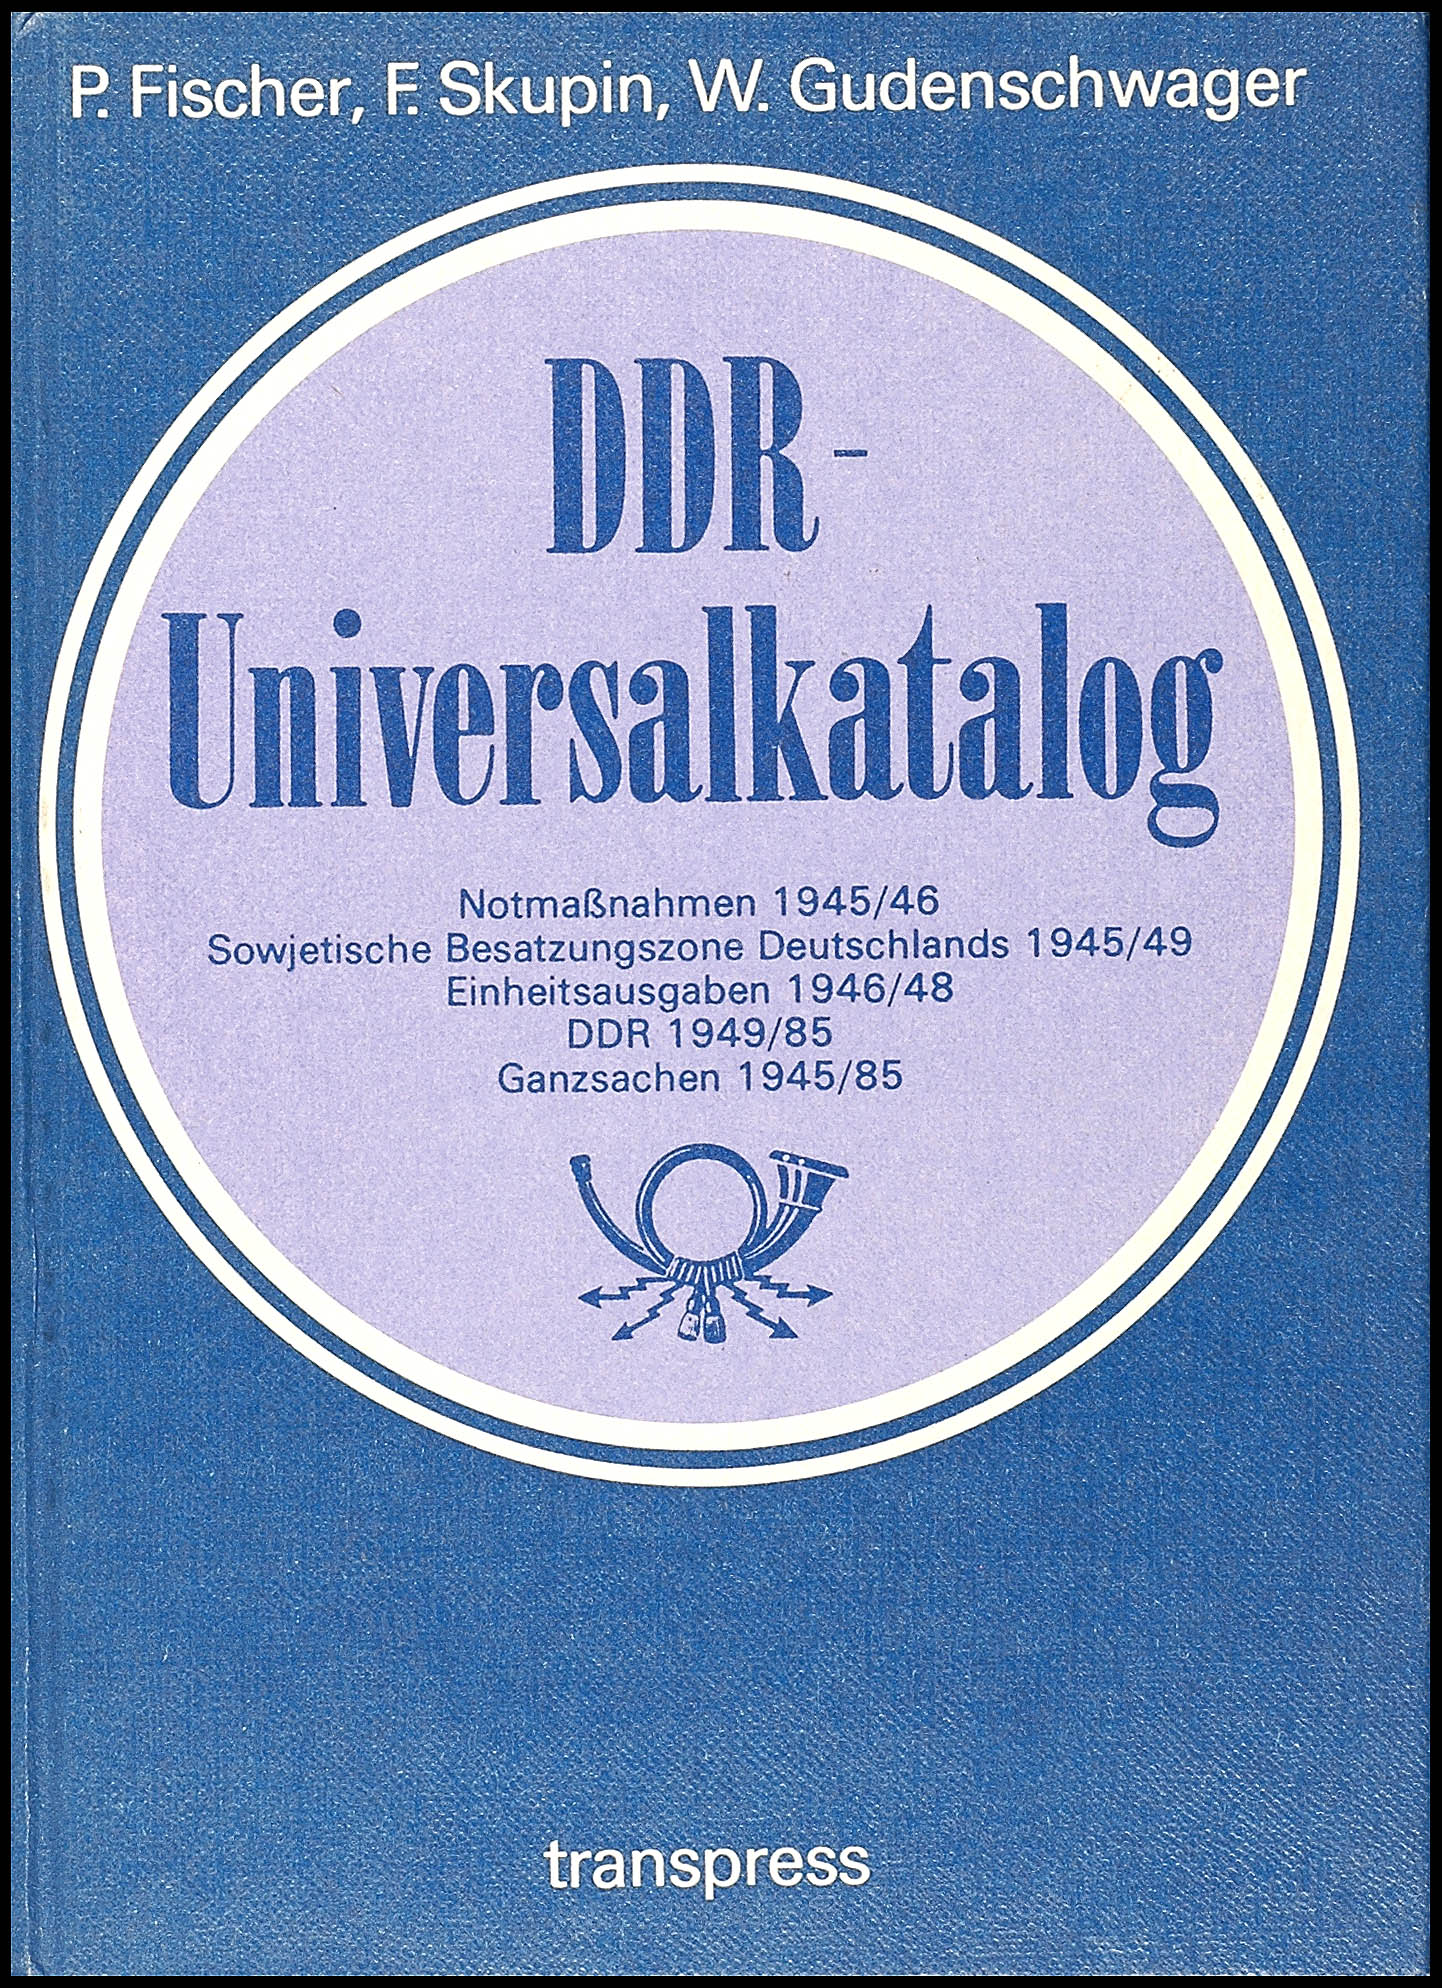 P. Fischer, F. Skupin, W. Gudenschwager
DDR-
Universalkatalog
Notmaßnahmen 1945/46
Sowjetische Besatzungszone Deutschlands 1945/49
Einheitsausgaben 1946/48
DDR 1949/85
Ganzsachen 1945/85
transpress